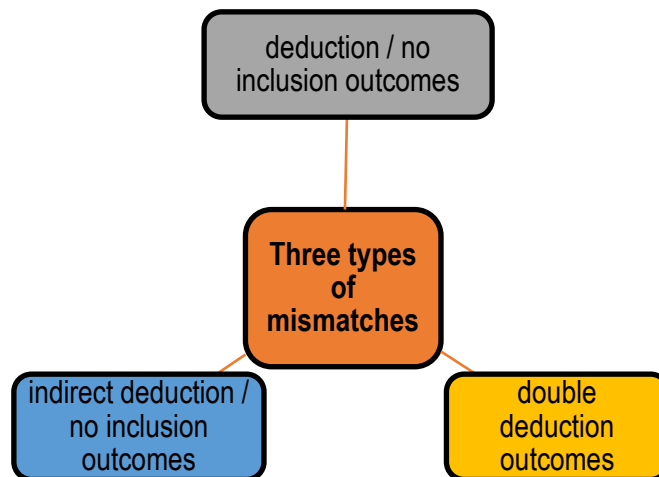 deduction / no
inclusion outcomes
Three types
of
mismatches
indirect deduction /
no inclusion
outcomes
double
deduction
outcomes